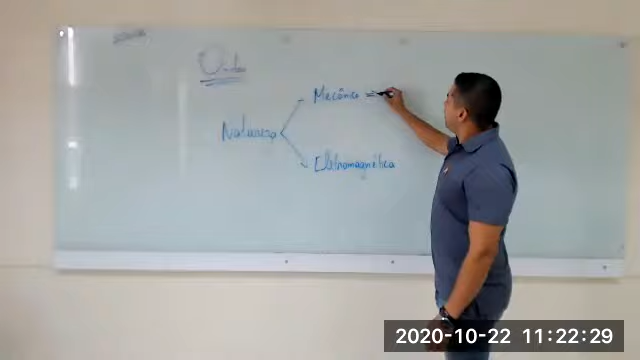 Ondas
Mecânica =
Natureza
Eletromagnética
2020-10-22 11:22:29